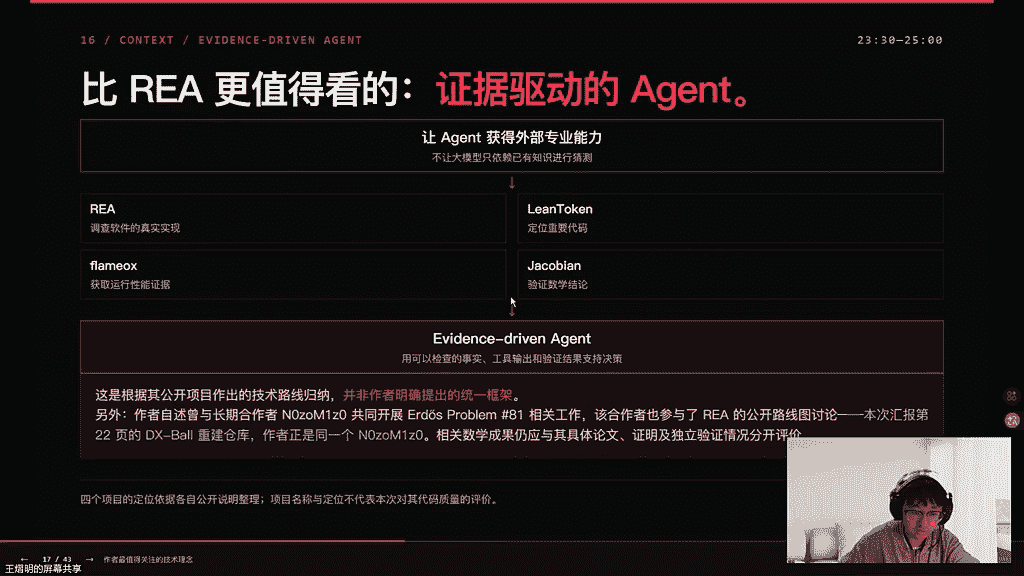 16 / CONTEXT / EVIDENCE-DRIVEN AGENT
23:30—25:00
比 REA 更值得看的：证据驱动的 Agent。
让 Agent 获得外部专业能力
不让大模型只依赖已有知识进行猜测
↓
REA
调查软件的真实实现
LeanToken
定位重要代码
flameox
获取运行性能证据
Jacobian
验证数学结论
↓
Evidence-driven Agent
用可以检查的事实、工具输出和验证结果支持决策
这是根据其公开项目作出的技术路线归纳，并非作者明确提出的统一框架。
另外：作者自述曾与长期合作者 N0zoM1z0 共同开展 Erdős Problem #81 相关工作，该合作者也参与了 REA 的公开路线图讨论——本次汇报第
22 页的 DX-Ball 重建仓库，作者正是同一个 N0zoM1z0。相关数学成果仍应与其具体论文、证明及独立验证情况分开评价
四个项目的定位依据各自公开说明整理；项目名称与定位不代表本次对其代码质量的评价。
← 17 / 43 → 作者最值得关注的技术理念
王熠明的屏幕共享